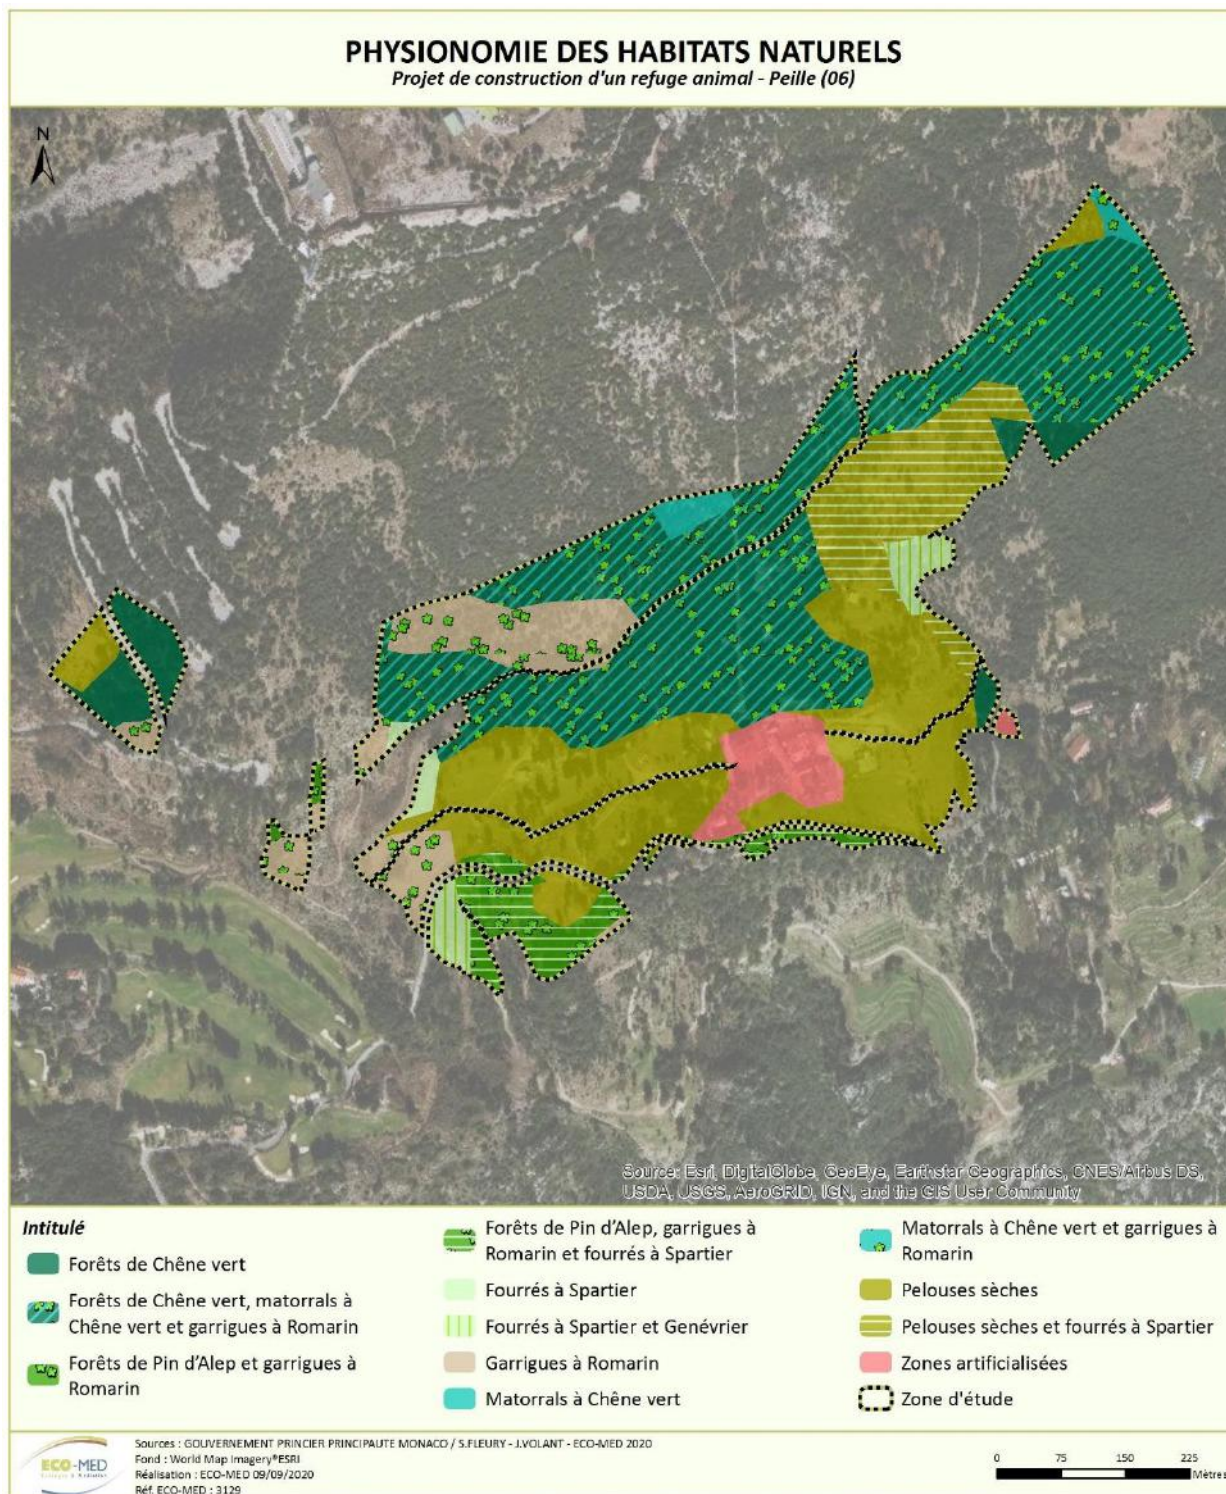 PHYSIONOMIE DES HABITATS NATURELS
Projet de construction d'un refuge animal - Peille (06)
N
Source: Esri, DigitalGlobe, GeoEye, Earthstar Geographics, CNES/Airbus DS,
USDA, USGS, AeroGRID, IGN, and the GIS User Community
Intitulé
Forêts de Chêne vert
Forêts de Chêne vert, matorrals à
Chêne vert et garrigues à Romarin
Forêts de Pin d'Alep et garrigues à
Romarin
Forêts de Pin d'Alep, garrigues à
Romarin et fourrés à Spartier
Fourrés à Spartier
Fourrés à Spartier et Genévrier
Garrigues à Romarin
Matorrals à Chêne vert
Matorrals à Chêne vert et garrigues à
Romarin
Pelouses sèches
Pelouses sèches et fourrés à Spartier
Zones artificialisées
Zone d'étude
ECO-MED
Sources : GOUVERNEMENT PRINCIER PRINCIPAUTE MONACO / S.FLEURY - J.VOLANT - ECO-MED 2020
Fond : World Map Imagery®ESRI
Réalisation : ECO-MED 09/09/2020
Réf. ECO-MED : 3129
0 75 150 225
Mètres